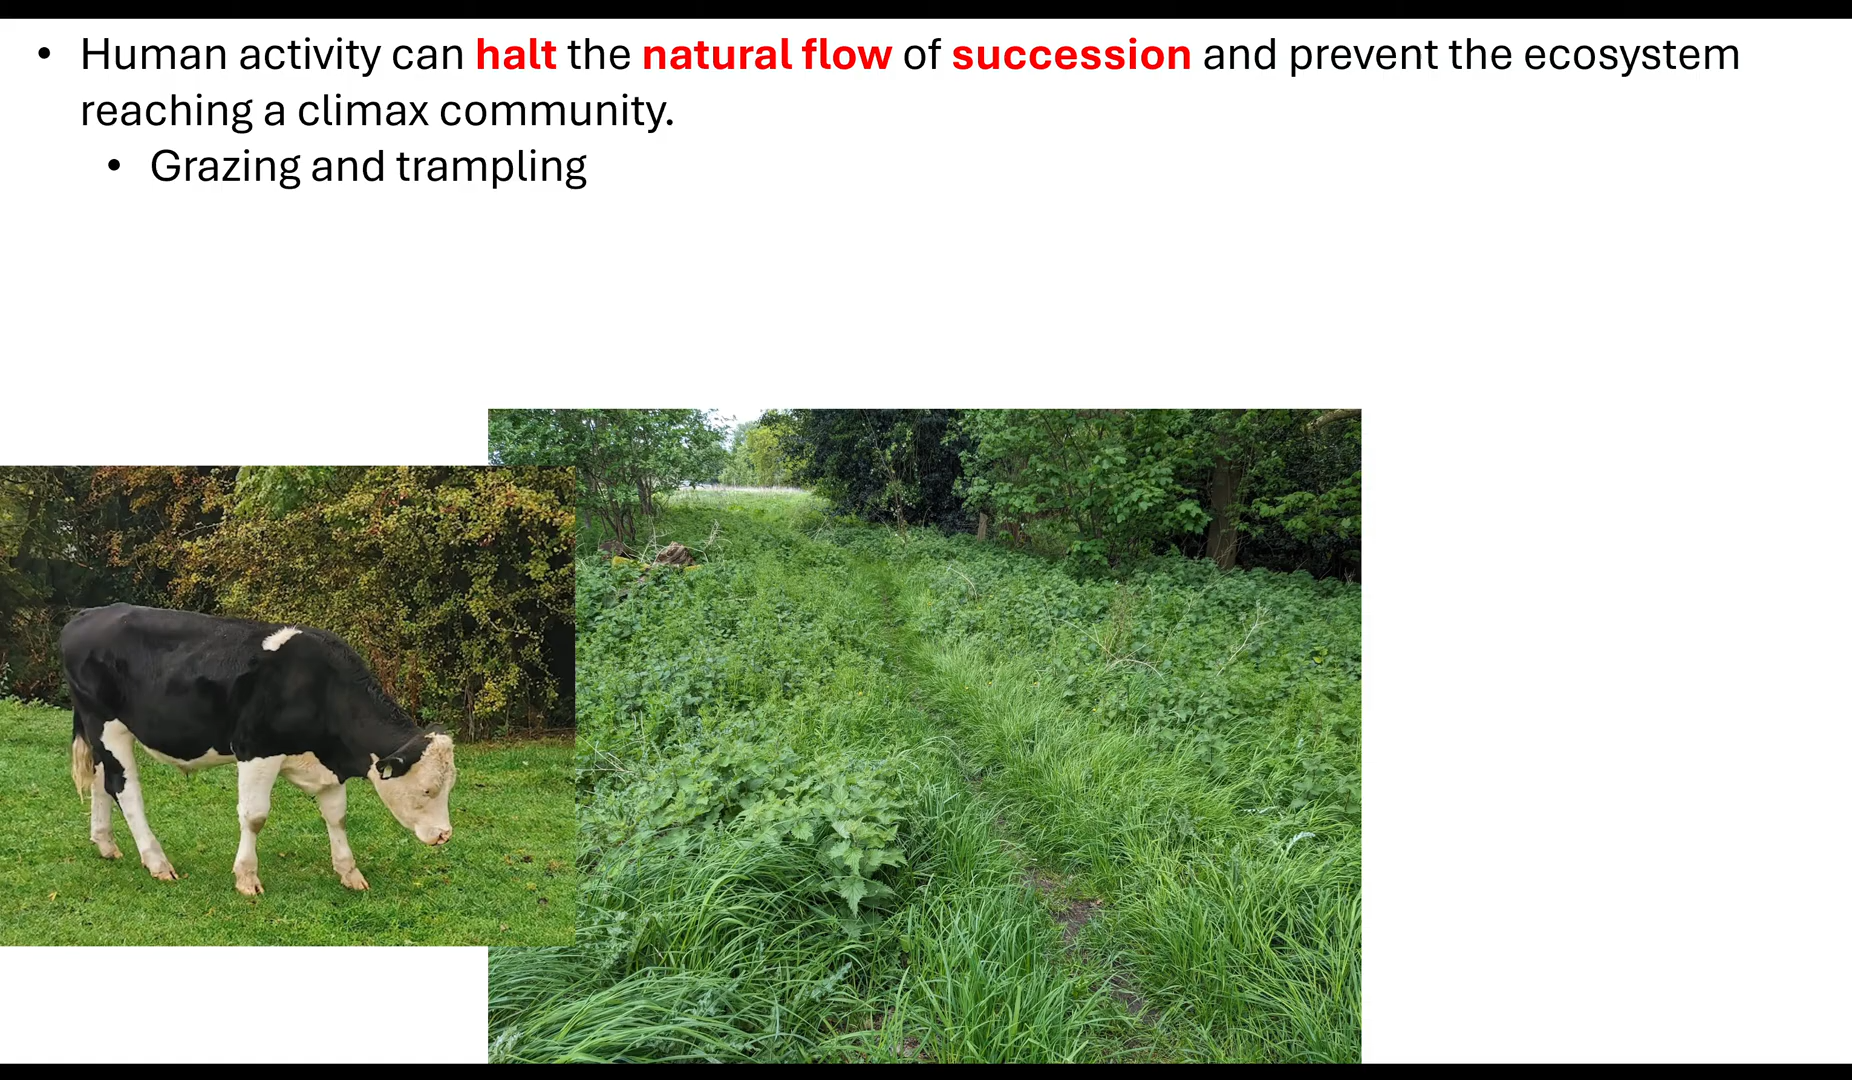 • Human activity can halt the natural flow of succession and prevent the ecosystem
reaching a climax community.
• Grazing and trampling